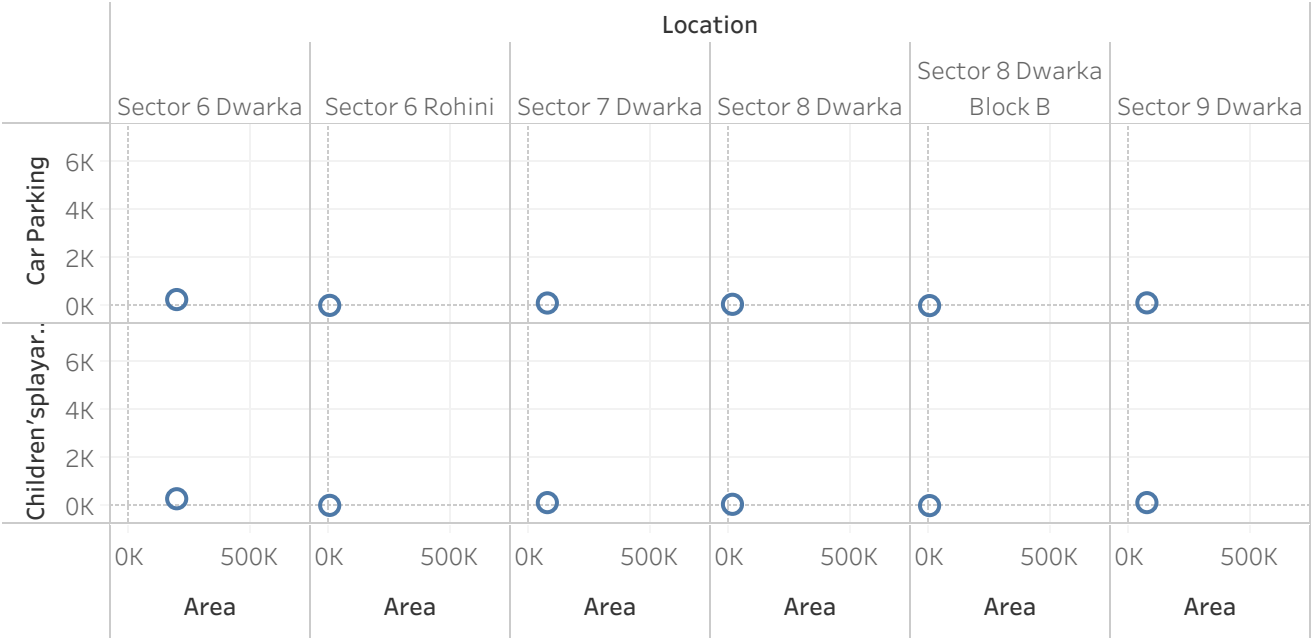 Location
Sector 6 Dwarka
Sector 6 Rohini
Sector 7 Dwarka
Sector 8 Dwarka
Sector 8 Dwarka
Block B
Sector 9 Dwarka
Car Parking
6K
4K
2K
0K
Children'splayar..
6K
4K
2K
0K
0K
500K
0K
500K
0K
500K
0K
500K
0K
500K
0K
500K
Area
Area
Area
Area
Area
Area